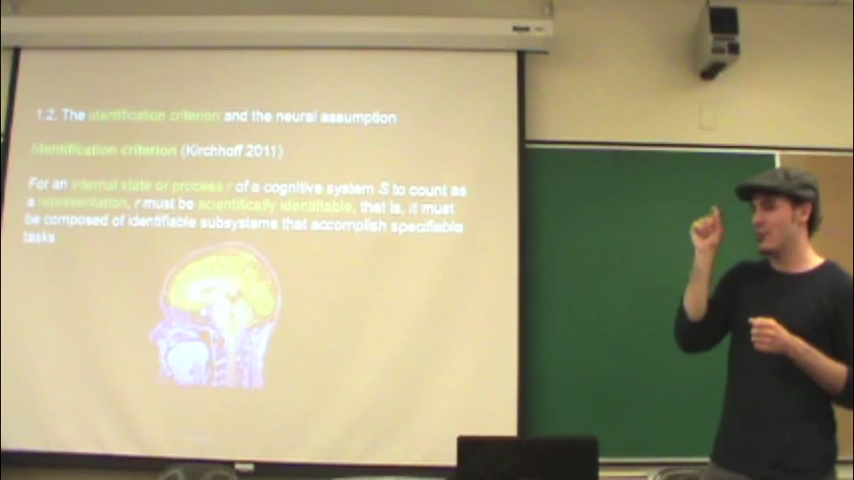 1.2. The identification criterion and the neural assumption
Identification criterion (Kirchhoff 2011)
For an internal state or process r of a cognitive system S to count as
a representation, r must be scientifically identifiable, that is, it must
be composed of identifiable subsystems that accomplish specifiable
tasks